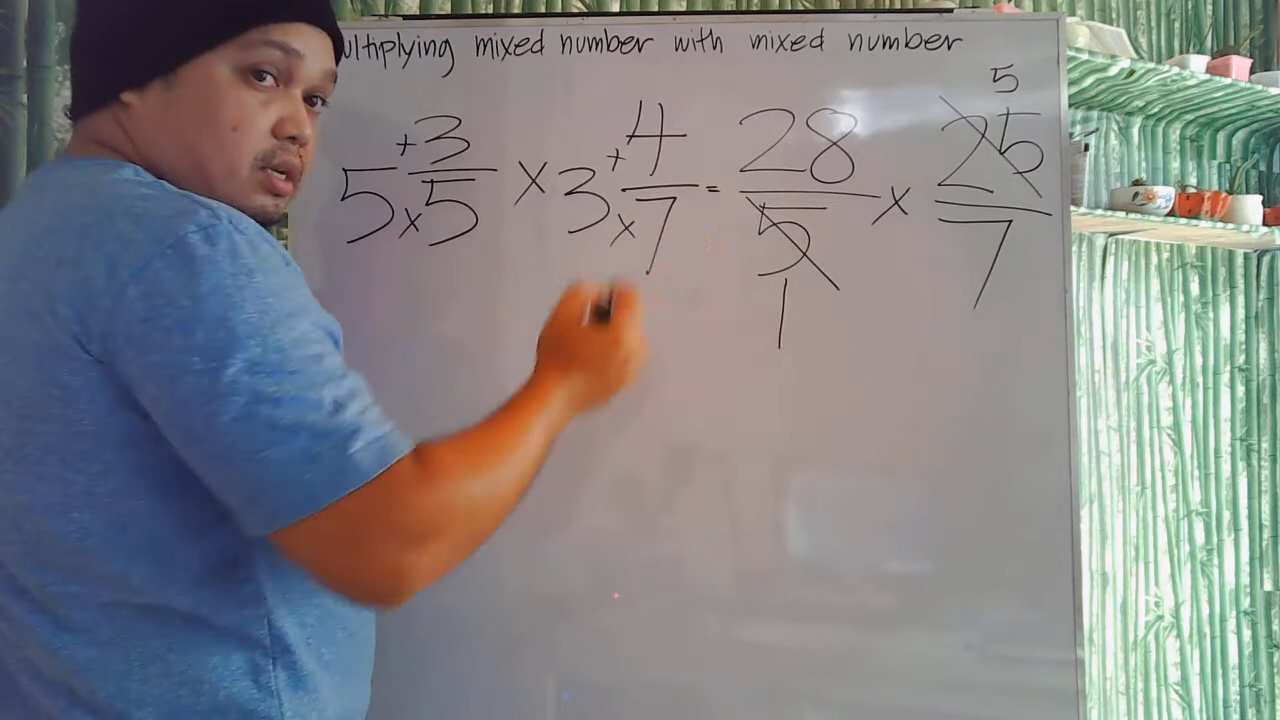 ultiplying mixed number with mixed number
5 +3/5 x 3 +4/7 = 28/5 x 25/7
x x
5
1